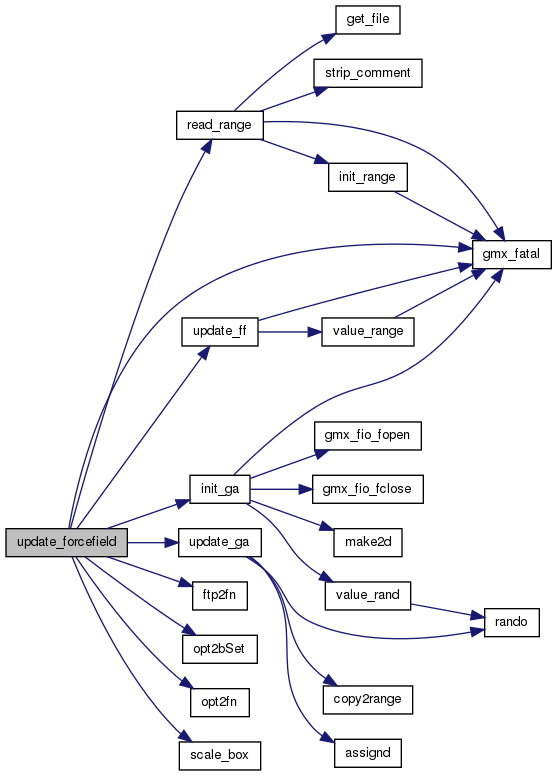 get_file
strip_comment
read_range
init_range
gmx_fatal
update_ff
value_range
gmx_fio_fopen
init_ga
gmx_fio_fclose
update_forcefield
update_ga
make2d
ftp2fn
value_rand
rando
opt2bSet
opt2fn
copy2range
scale_box
assignd